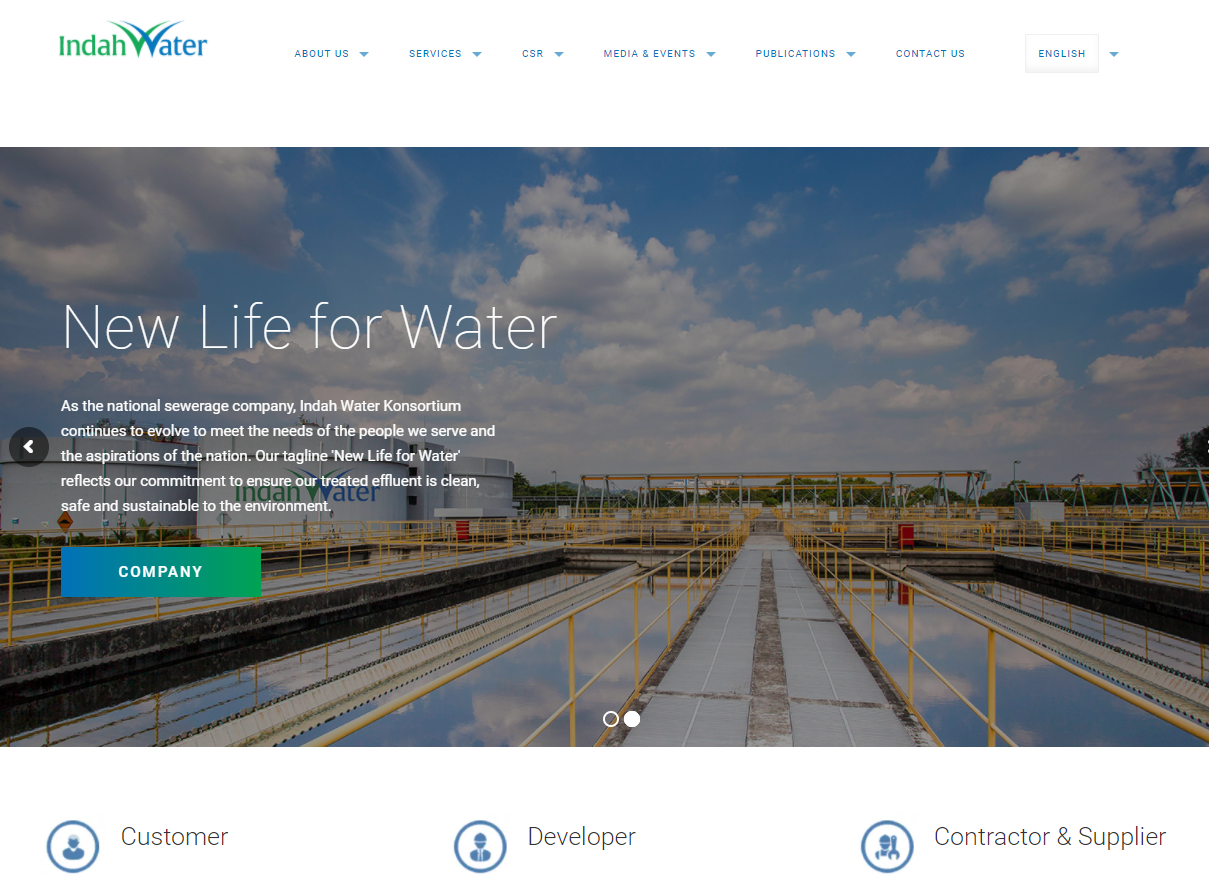 Indah Water
ABOUT US
SERVICES
CSR
MEDIA & EVENTS
PUBLICATIONS
CONTACT US
ENGLISH
New Life for Water
As the national sewerage company, Indah Water Konsortium
continues to evolve to meet the needs of the people we serve and
the aspirations of the nation. Our tagline 'New Life for Water'
reflects our commitment to ensure our treated effluent is clean,
safe and sustainable to the environment.
Indah Water
COMPANY
Customer
Developer
Contractor & Supplier